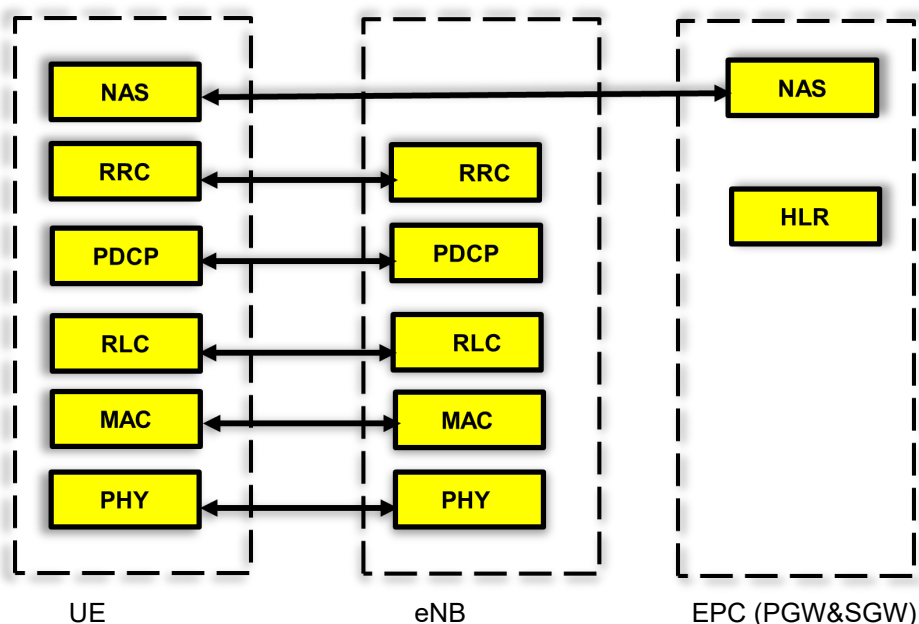 NAS
NAS
RRC
RRC
HLR
PDCP
PDCP
RLC
RLC
MAC
MAC
PHY
PHY
UE
eNB
EPC (PGW&SGW)